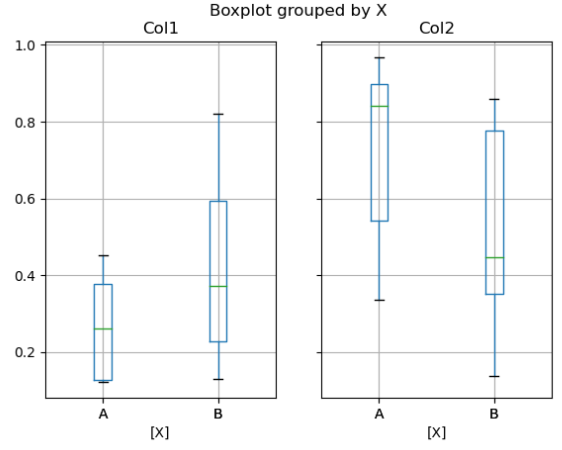 Boxplot grouped by X
Col1
Col2
1.0
0.8
0.6
0.4
0.2
A
B
A
B
[X]
[X]